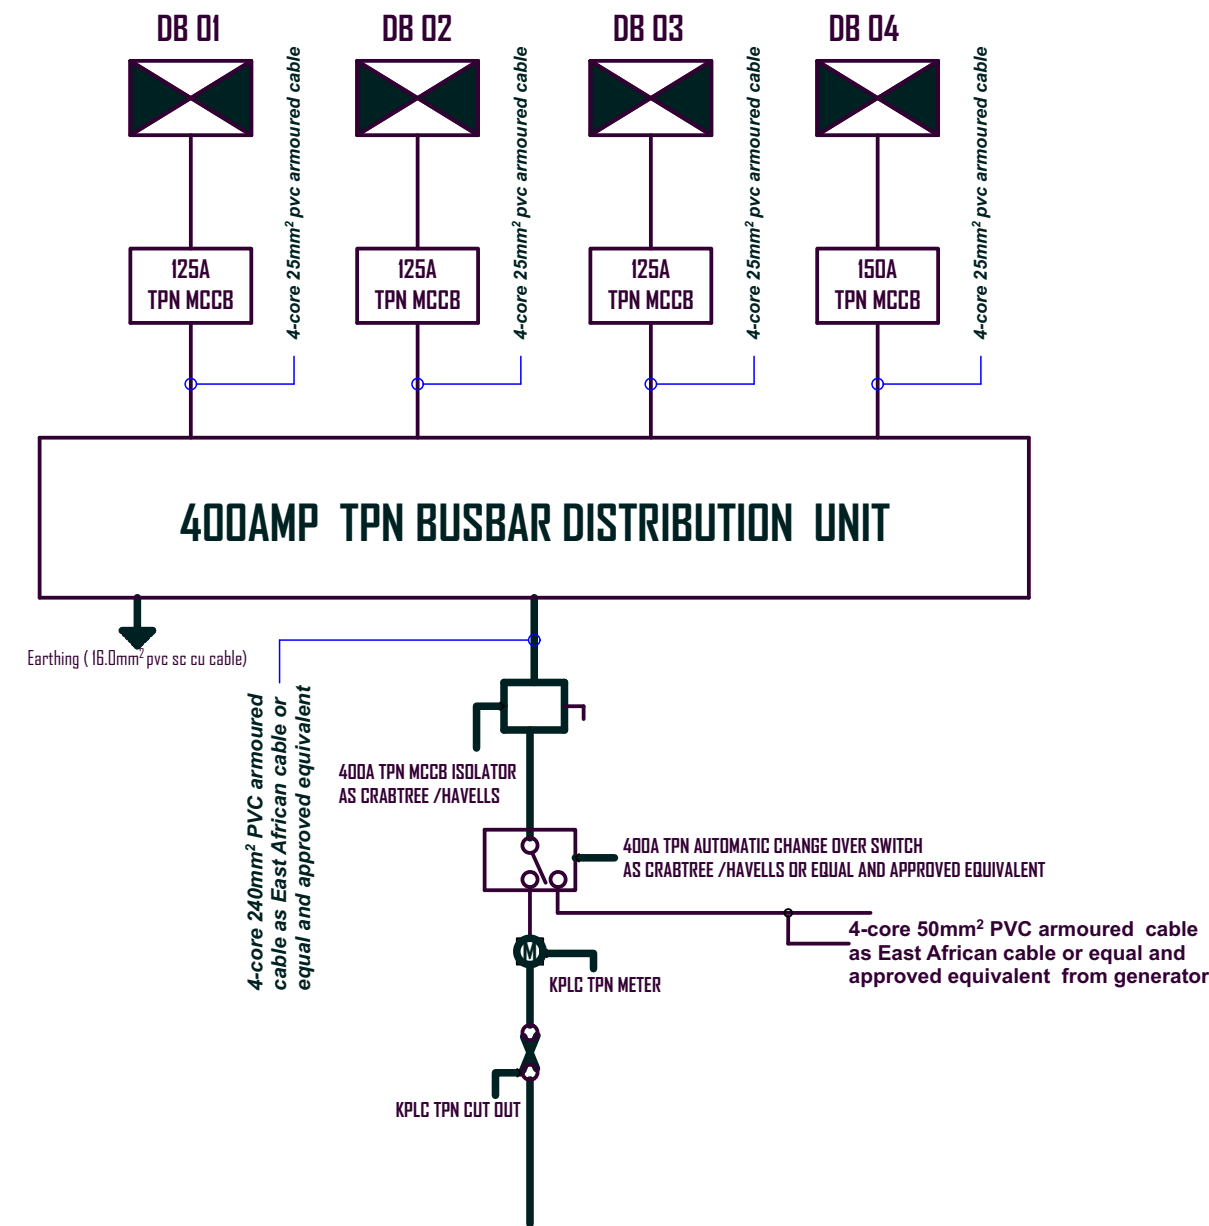 DB 01
DB 02
DB 03
DB 04
4-core 25mm² pvc armoured cable
4-core 25mm² pvc armoured cable
4-core 25mm² pvc armoured cable
4-core 25mm² pvc armoured cable
125A
TPN MCCB
125A
TPN MCCB
125A
TPN MCCB
150A
TPN MCCB
400AMP TPN BUSBAR DISTRIBUTION UNIT
Earthing ( 16.0mm² pvc sc cu cable)
4-core 240mm² PVC armoured
cable as East African cable or
equal and approved equivalent
400A TPN MCCB ISOLATOR
AS CRABTREE /HAVELLS
400A TPN AUTOMATIC CHANGE OVER SWITCH
AS CRABTREE /HAVELLS OR EQUAL AND APPROVED EQUIVALENT
4-core 50mm² PVC armoured cable
as East African cable or equal and
approved equivalent from generator
M
KPLC TPN METER
KPLC TPN CUT OUT